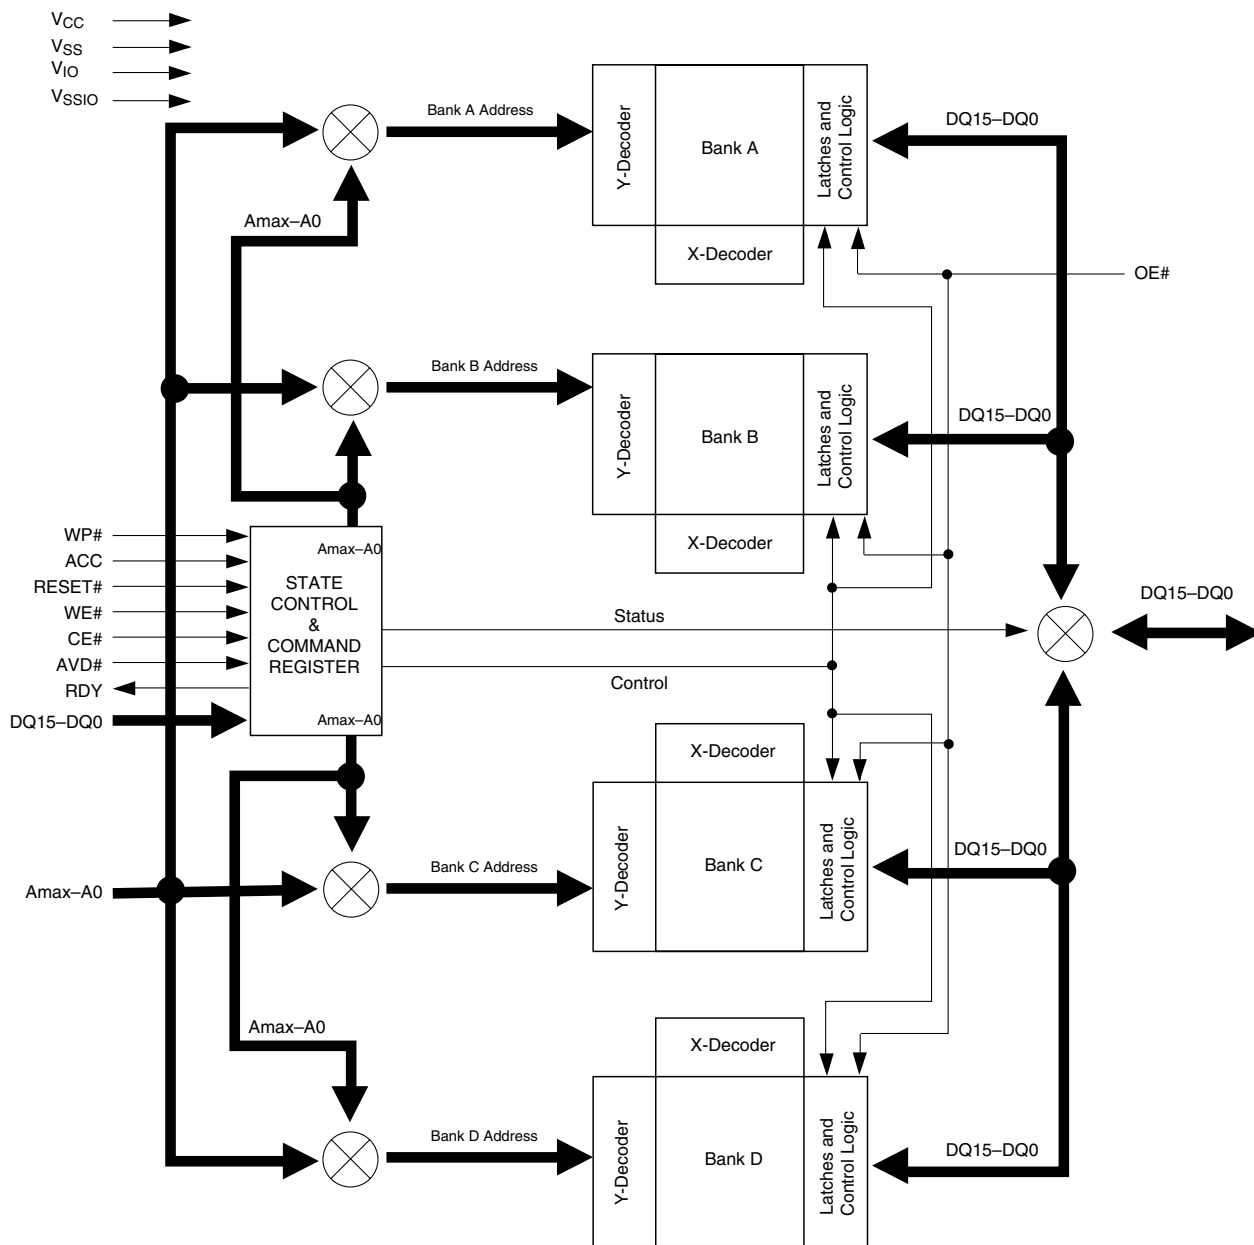 VCC
VSS
VIO
VSSIO
Bank A Address
Y-Decoder
Bank A
Latches and
Control Logic
X-Decoder
DQ15–DQ0
Amax–A0
OE#
Bank B Address
Y-Decoder
Bank B
Latches and
Control Logic
X-Decoder
DQ15–DQ0
WP#
ACC
RESET#
WE#
CE#
AVD#
RDY
DQ15–DQ0
Amax–A0
STATE
CONTROL
&
COMMAND
REGISTER
Amax–A0
Status
Control
DQ15–DQ0
X-Decoder
Bank C Address
Y-Decoder
Bank C
Latches and
Control Logic
DQ15–DQ0
Amax–A0
Amax–A0
X-Decoder
Bank D Address
Y-Decoder
Bank D
Latches and
Control Logic
DQ15–DQ0